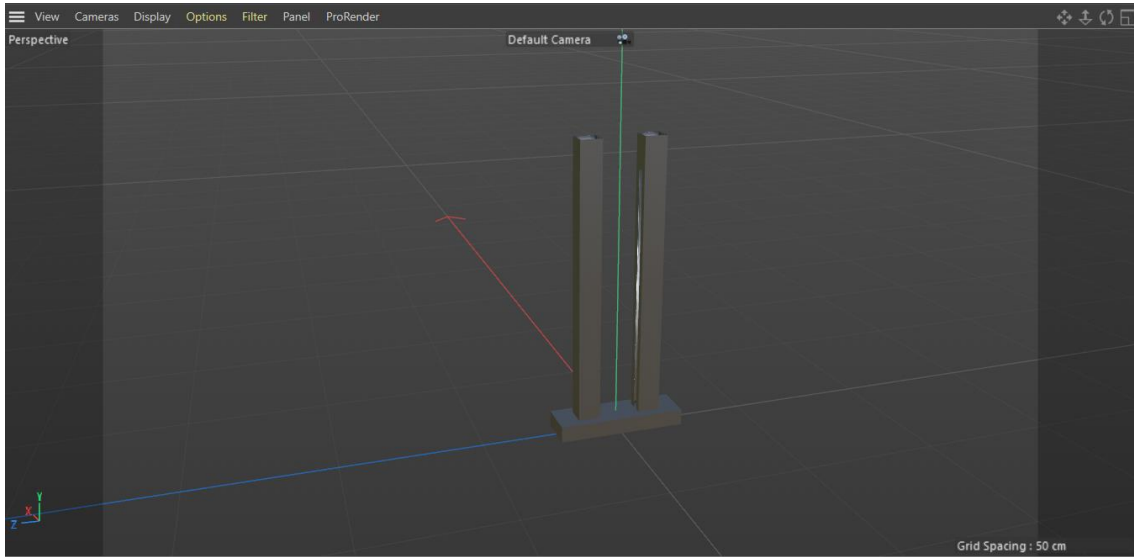 View Cameras Display Options Filter Panel ProRender
Perspective
Default Camera
Y
X
Z
Grid Spacing : 50 cm